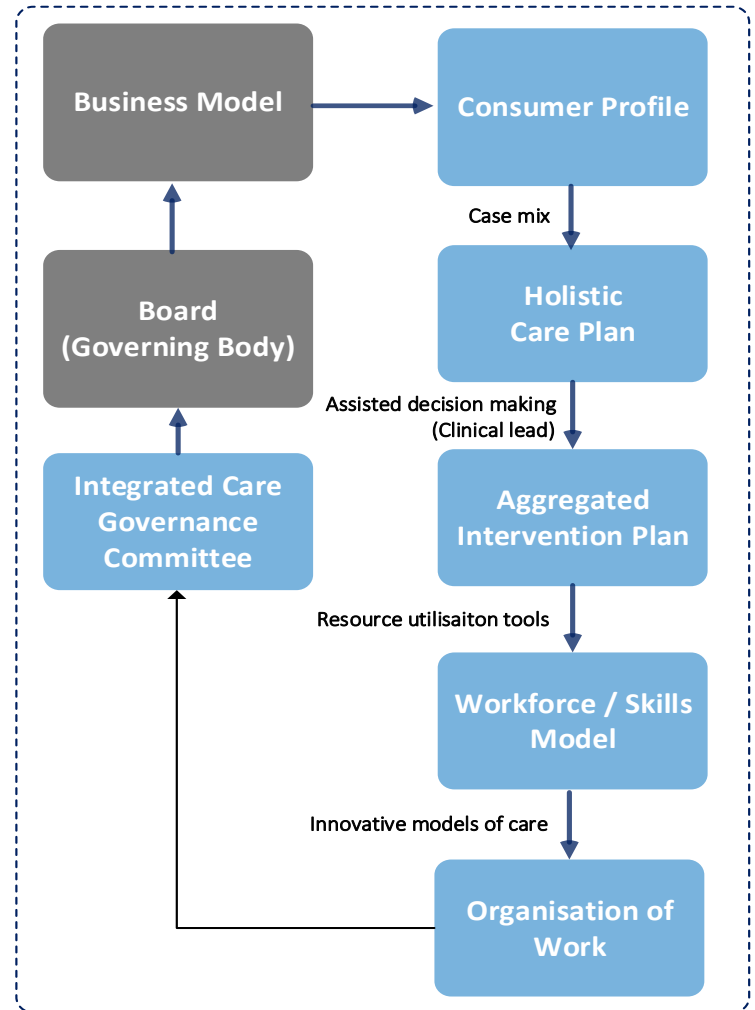 Business Model
Consumer Profile
Case mix
Holistic
Care Plan
Board
(Governing Body)
Assisted decision making
(Clinical lead)
Integrated Care
Governance
Committee
Aggregated
Intervention Plan
Resource utilisaiton tools
Workforce / Skills
Model
Innovative models of care
Organisation of
Work